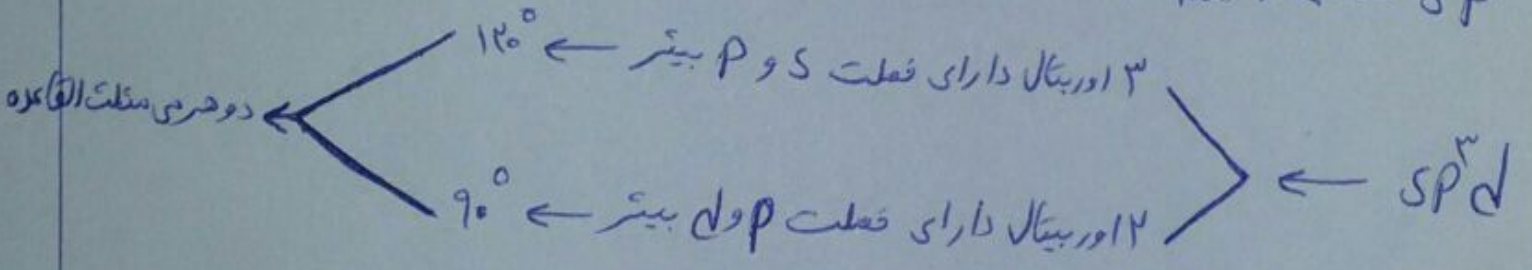 sp³d ←
۳ اوربیتال دارای خصلت s و p بیشتر ← ۱۲۰°
۲ اوربیتال دارای خصلت p و d بیشتر ← ۹۰°
← دو هرمی مثلث القاعده